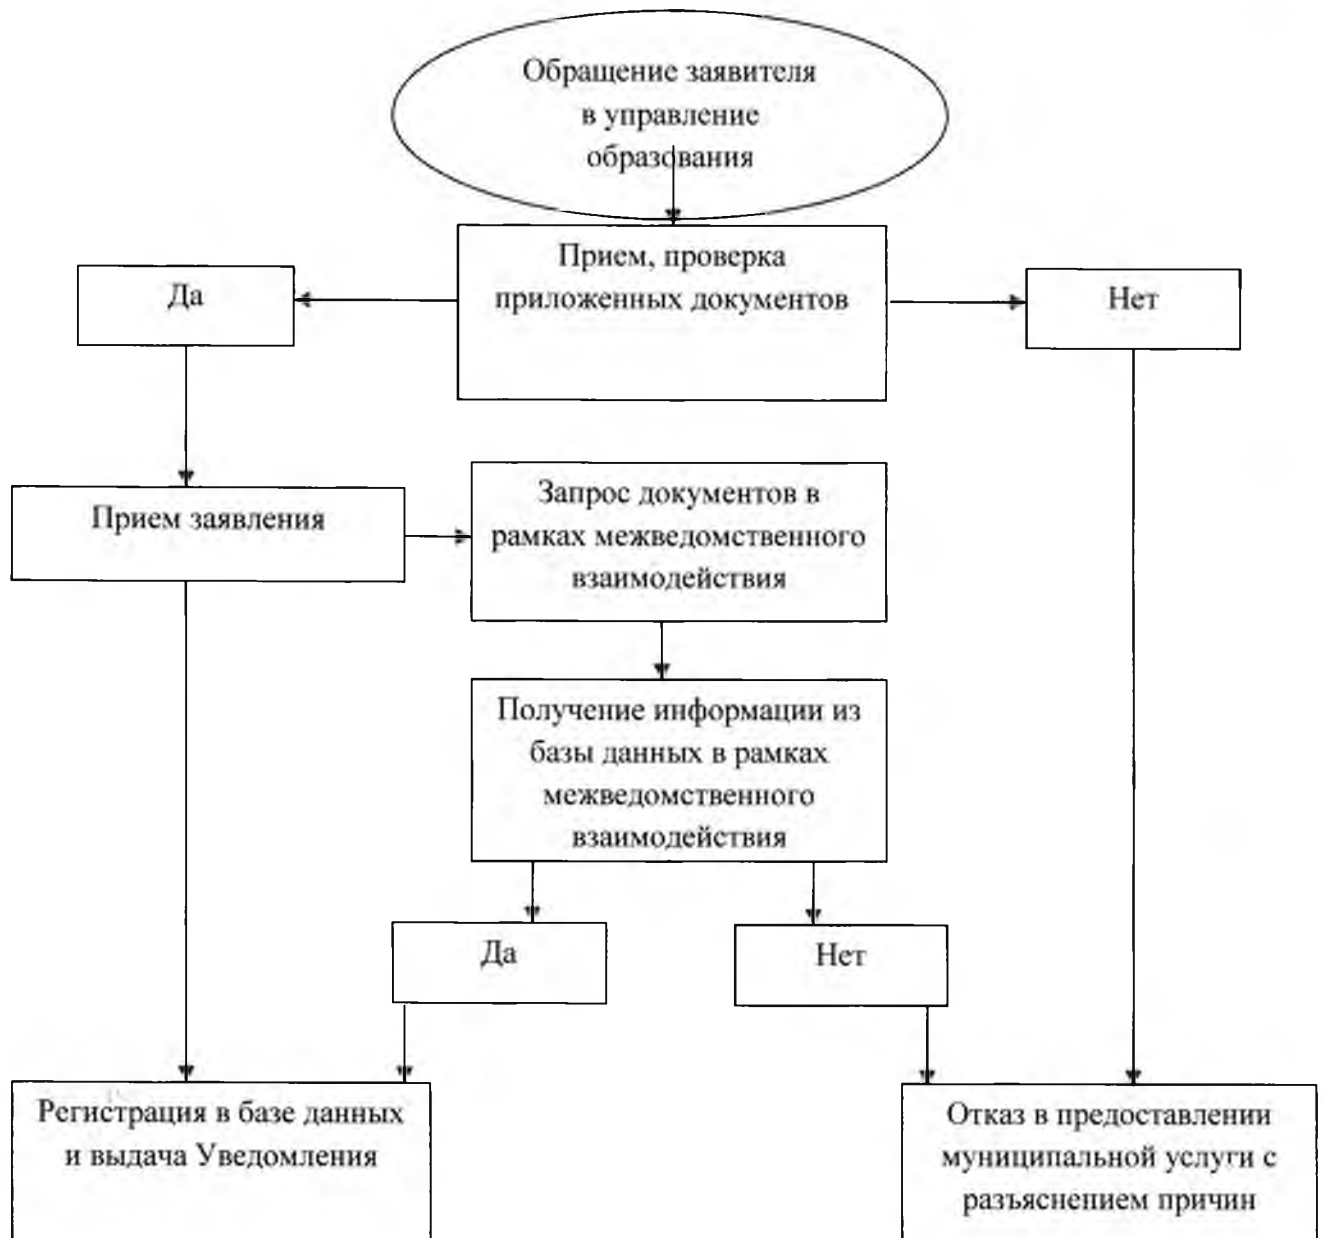 Обращение заявителя
в управление
образования
Прием, проверка
приложенных документов
Да
Нет
Прием заявления
Запрос документов в
рамках межведомственного
взаимодействия
Получение информации из
базы данных в рамках
межведомственного
взаимодействия
Да
Нет
Регистрация в базе данных
и выдача Уведомления
Отказ в предоставлении
муниципальной услуги с
разъяснением причин